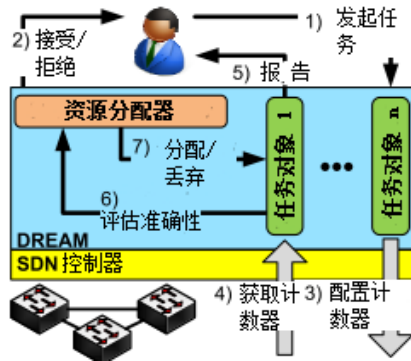 2) 接受/
拒绝
1) 发起任
务
5) 报 告
资源分配器
7) 分配/
丢弃
任务对象 1
•••
任务对象 n
6)
评估准确性
DREAM
SDN 控制器
4) 获取计
数器
3) 配置计
数器